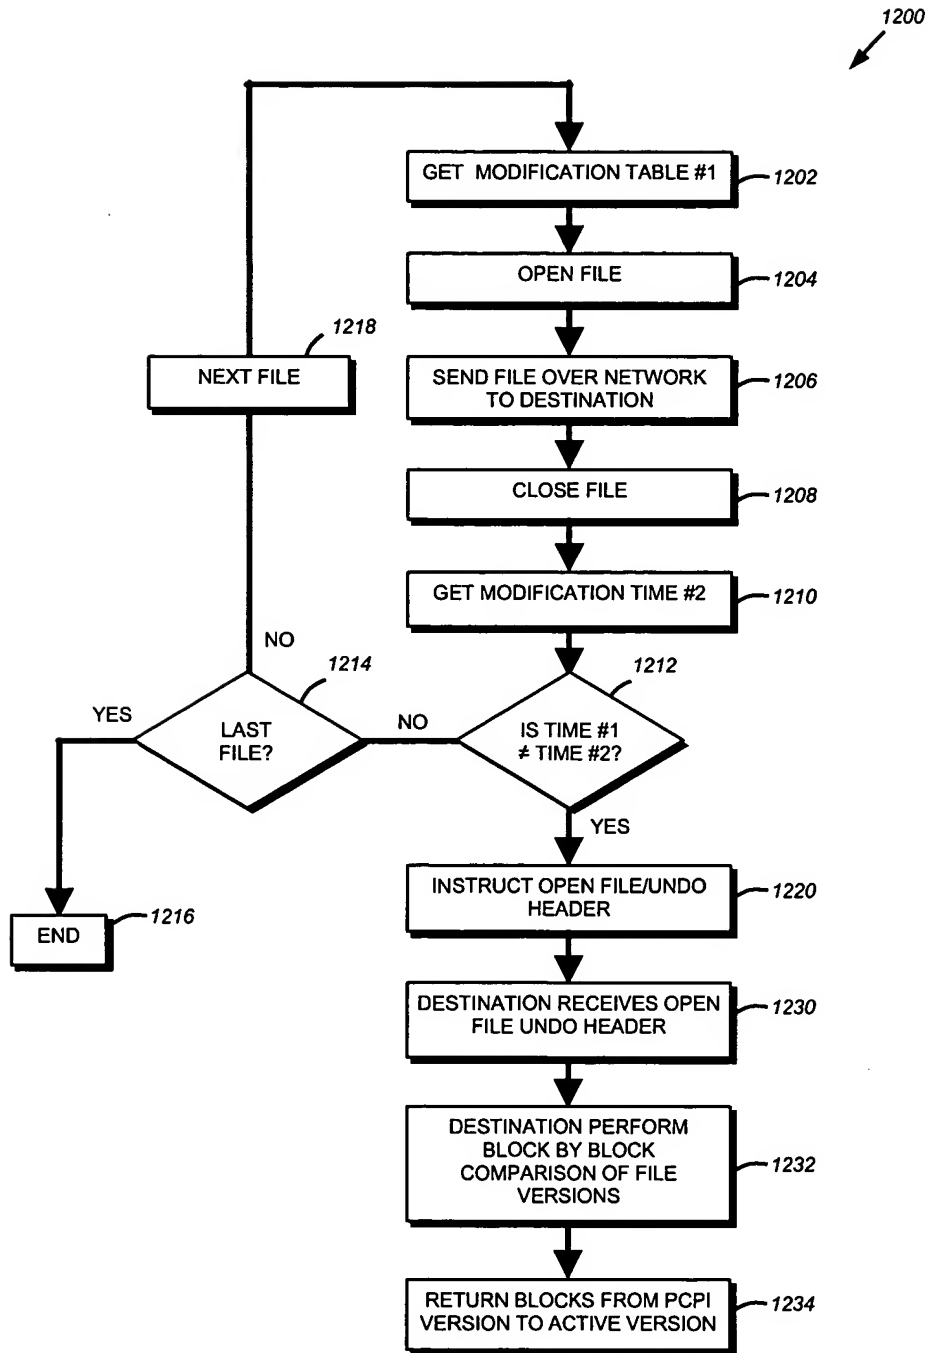 1200
GET MODIFICATION TABLE #1
1202
OPEN FILE
1204
1218
NEXT FILE
SEND FILE OVER NETWORK
TO DESTINATION
1206
CLOSE FILE
1208
GET MODIFICATION TIME #2
1210
NO
1214
1212
YES
LAST
FILE?
NO
IS TIME #1
≠ TIME #2?
YES
INSTRUCT OPEN FILE/UNDO
HEADER
1220
END
1216
DESTINATION RECEIVES OPEN
FILE UNDO HEADER
1230
DESTINATION PERFORM
BLOCK BY BLOCK
COMPARISON OF FILE
VERSIONS
1232
RETURN BLOCKS FROM PCPI
VERSION TO ACTIVE VERSION
1234